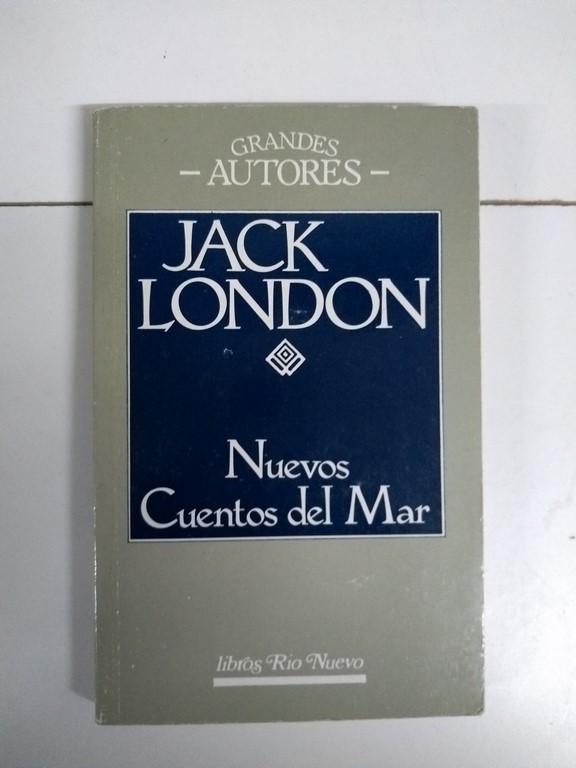 GRANDES
– AUTORES –
JACK
LONDON
Nuevos
Cuentos del Mar
libros Rio Nuevo